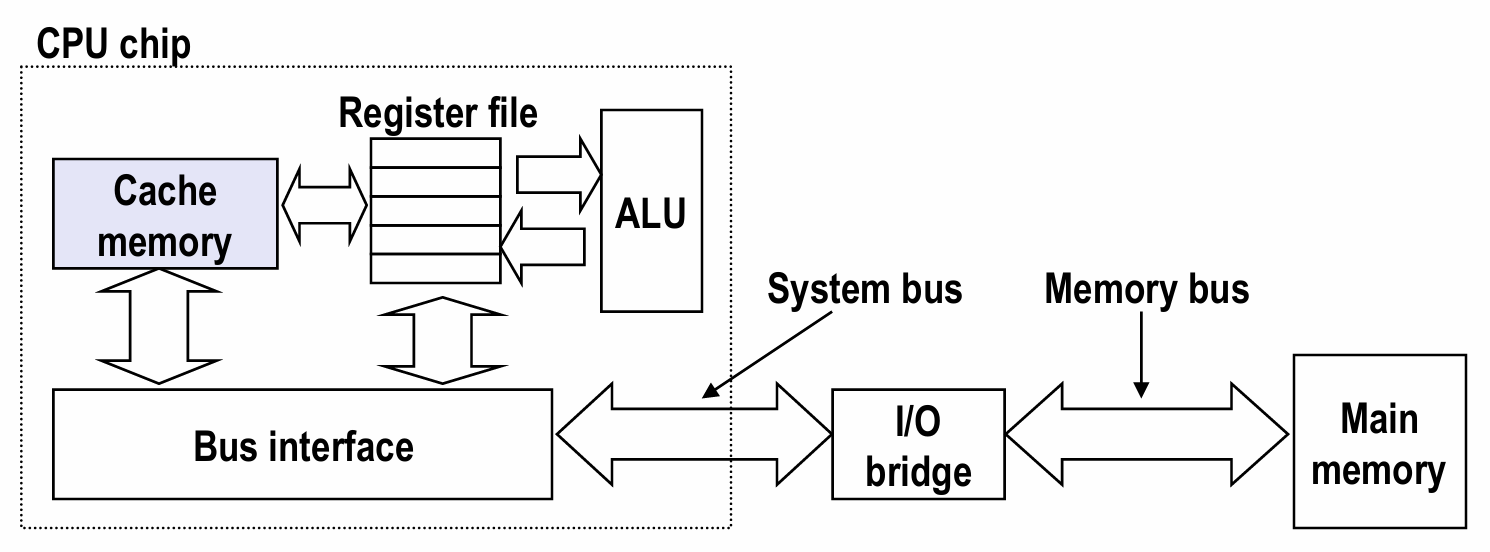 CPU chip
Register file
Cache
memory
ALU
System bus
Memory bus
Bus interface
I/O
bridge
Main
memory